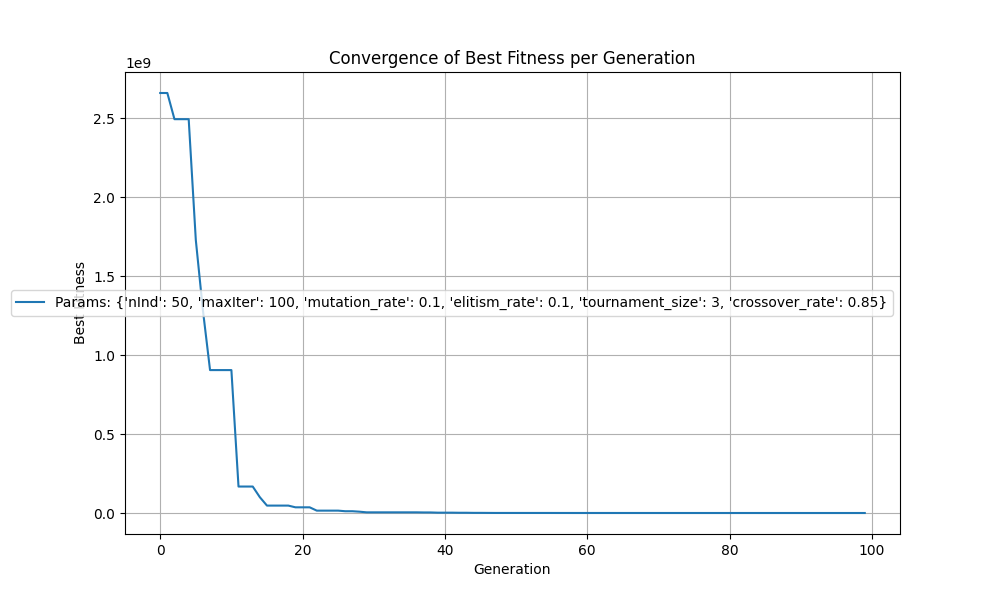 Convergence of Best Fitness per Generation
1e9
2.5
2.0
1.5
1.0
0.5
0.0
Best
Params: {'nInd': 50, 'maxIter': 100, 'mutation_rate': 0.1, 'elitism_rate': 0.1, 'tournament_size': 3, 'crossover_rate': 0.85}
0 20 40 60 80 100
Generation